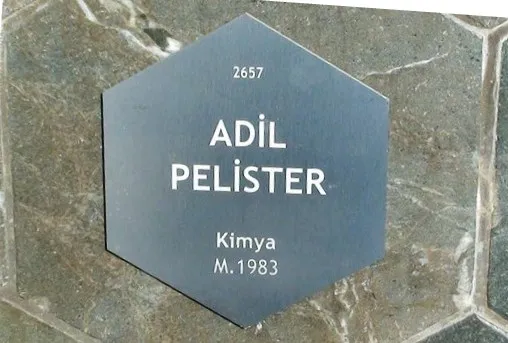 2657
ADİL
PELİSTER
Kimya
M.1983